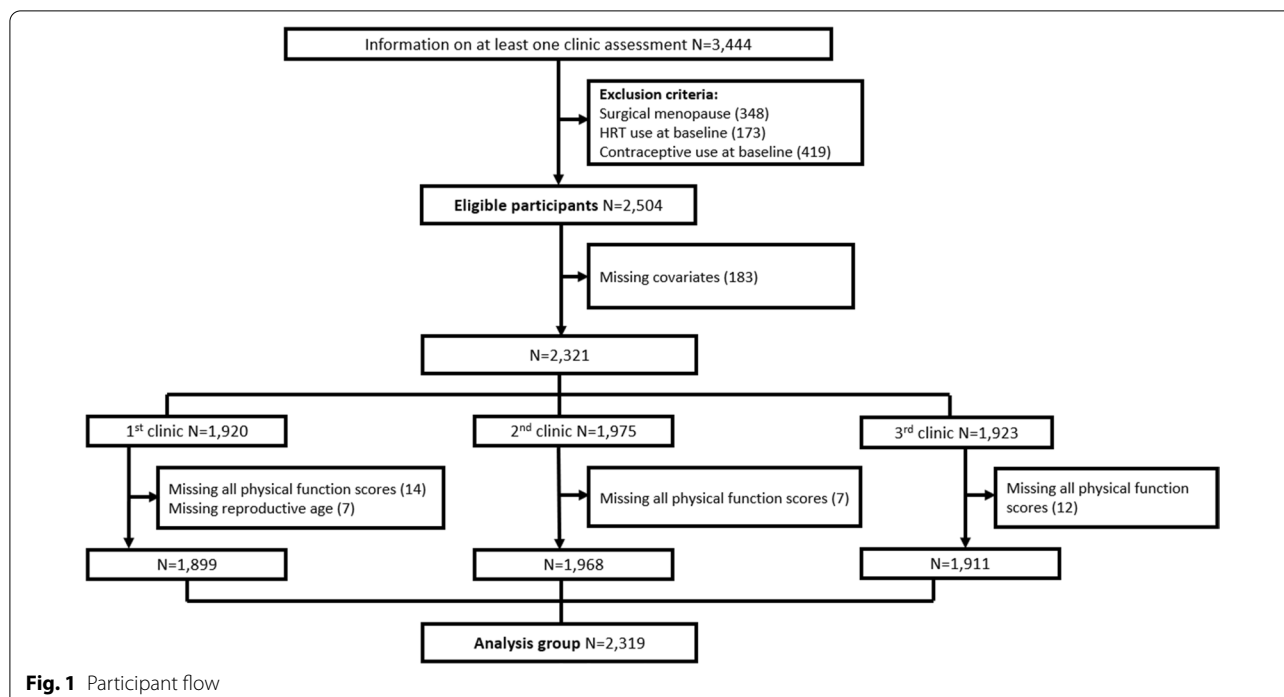 Information on at least one clinic assessment N=3,444
Exclusion criteria:
Surgical menopause (348)
HRT use at baseline (173)
Contraceptive use at baseline (419)
Eligible participants N=2,504
Missing covariates (183)
N=2,321
1st clinic N=1,920
2nd clinic N=1,975
3rd clinic N=1,923
Missing all physical function scores (14)
Missing reproductive age (7)
Missing all physical function scores (7)
Missing all physical function
scores (12)
N=1,899
N=1,968
N=1,911
Analysis group N=2,319
Fig. 1 Participant flow